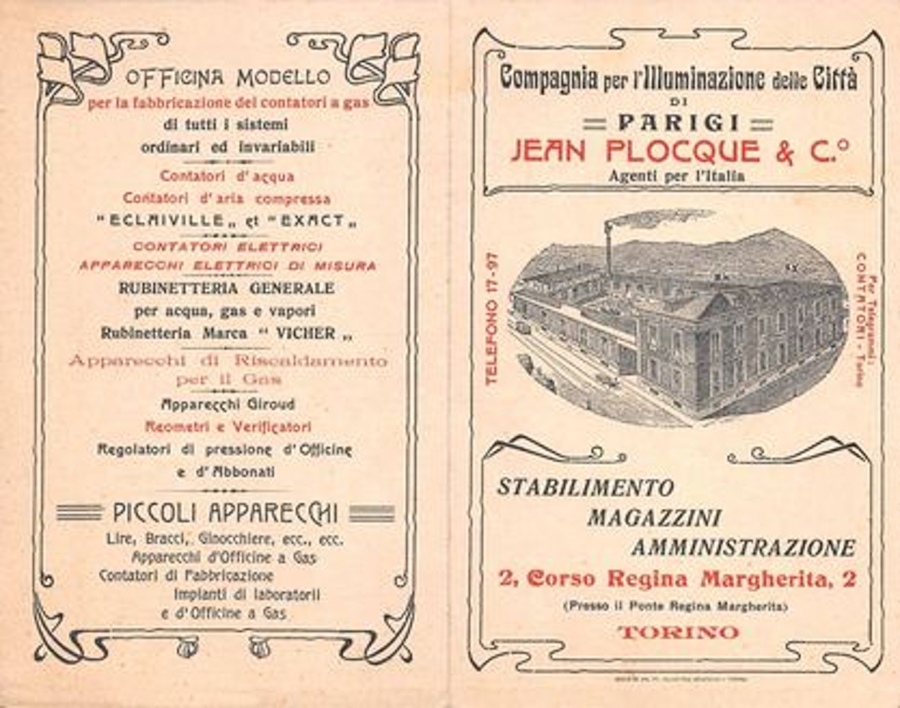 OFFICINA MODELLO
per la fabbricazione dei contatori a gas
di tutti i sistemi
ordinari ed invariabili
Contatori d'acqua
Contatori d'aria compressa
"ECLAIVILLE„ et "EXACT„
CONTATORI ELETTRICI
APPARECCHI ELETTRICI DI MISURA
RUBINETTERIA GENERALE
per acqua, gas e vapori
Rubinetteria Marca "VICHER„
Apparecchi di Riscaldamento
per il Gas
Apparecchi Giroud
Reometri e Verificatori
Regolatori di pressione d'Officine
e d'Abbonati
PICCOLI APPARECCHI
Lire, Bracci, Ginocchiere, ecc., ecc.
Apparecchi d'Officine a Gas
Contatori di Fabbricazione
Impianti di laboratorii
e d'Officine a Gas
Compagnia per l'Illuminazione delle Città
DI
PARIGI
JEAN PLOCQUE & C.º
Agenti per l'Italia
TELEFONO 17-97
Per Telegrammi:
CONTATORI - Torino
STABILIMENTO
MAGAZZINI
AMMINISTRAZIONE
2, Corso Regina Margherita, 2
(Presso il Ponte Regina Margherita)
TORINO